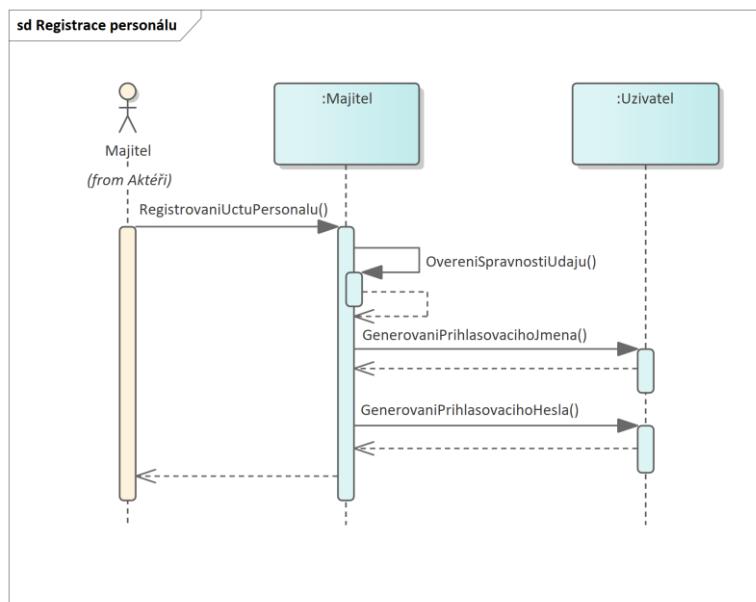 sd Registrace personálu
:Majitel
:Uzivatel
Majitel
(from Aktéři)
RegistrovaniUctuPersonalu()
OvereniSpravnostiUdaju()
GenerovaniPrihlasovacihoJmena()
GenerovaniPrihlasovacihoHesla()